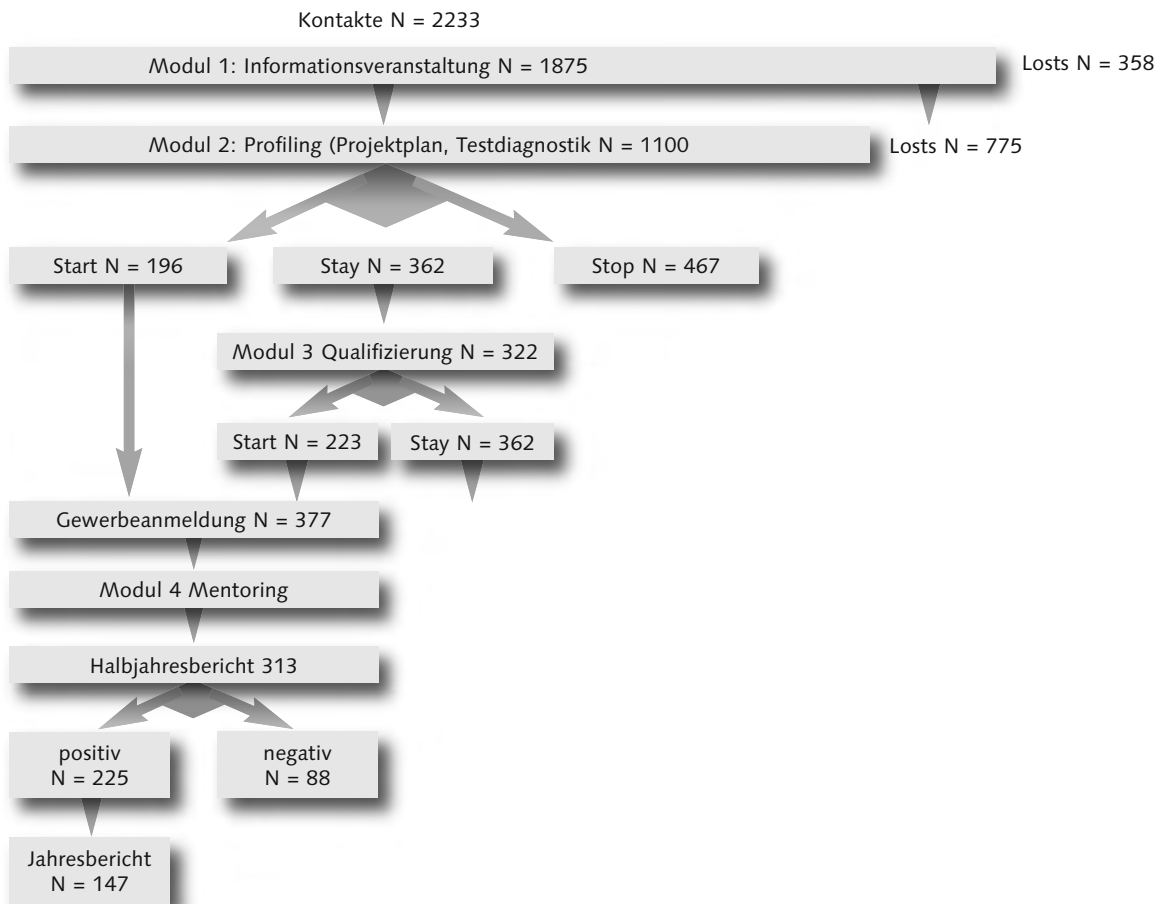 Kontakte N = 2233
Modul 1: Informationsveranstaltung N = 1875
Losts N = 358
Modul 2: Profiling (Projektplan, Testdiagnostik N = 1100
Losts N = 775
Start N = 196
Stay N = 362
Stop N = 467
Modul 3 Qualifizierung N = 322
Start N = 223
Stay N = 362
Gewerbeanmeldung N = 377
Modul 4 Mentoring
Halbjahresbericht 313
positiv
N = 225
negativ
N = 88
Jahresbericht
N = 147